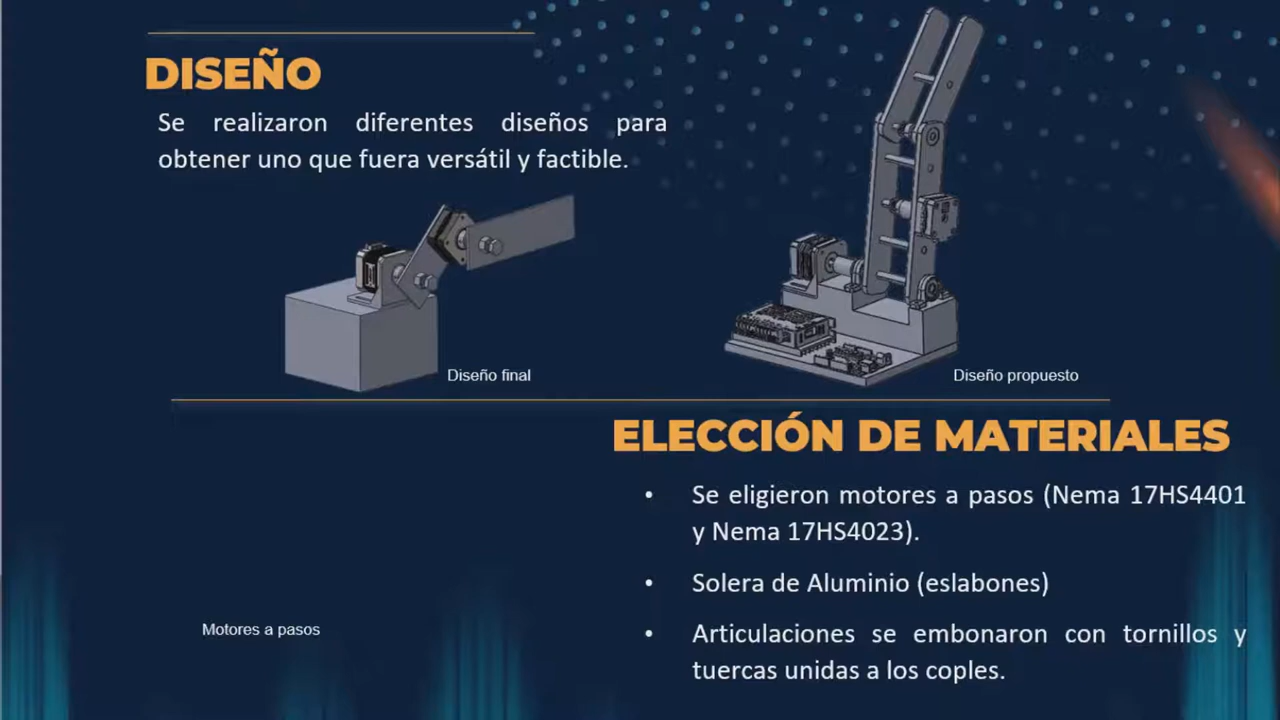 DISEÑO
Se realizaron diferentes diseños para
obtener uno que fuera versátil y factible.
Diseño final
Diseño propuesto
ELECCIÓN DE MATERIALES
• Se eligieron motores a pasos (Nema 17HS4401
y Nema 17HS4023).
• Solera de Aluminio (eslabones)
• Articulaciones se embonaron con tornillos y
tuercas unidas a los coples.
Motores a pasos